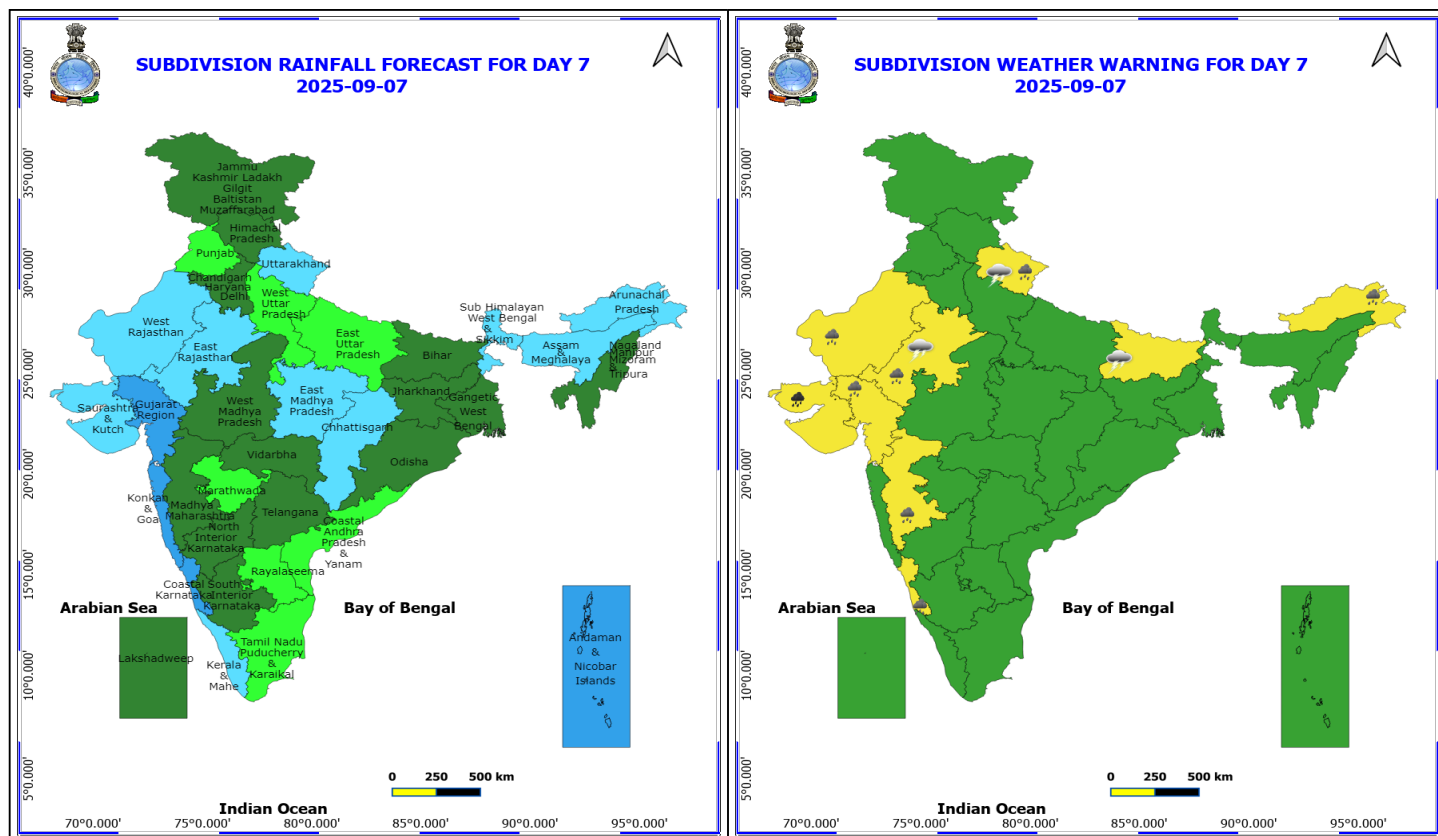 SUBDIVISION RAINFALL FORECAST FOR DAY 7
2025-09-07
40°0.000'
35°0.000'
30°0.000'
25°0.000'
20°0.000'
15°0.000'
10°0.000'
5°0.000'
Jammu
Kashmir Ladakh
Gilgit
Baltistan
Muzaffarabad
Himachal
Pradesh
Punjab
Uttarakhand
Chandigarh
Haryana
Delhi
West
Uttar
Pradesh
West
Rajasthan
East
Rajasthan
East
Uttar
Pradesh
Bihar
Sub Himalayan
West Bengal
&
Sikkim
Arunachal
Pradesh
Assam
&
Meghalaya
Nagaland
Manipur
Mizoram
&
Tripura
Saurashtra
&
Kutch
Gujarat
Region
West
Madhya
Pradesh
East
Madhya
Pradesh
Jharkhand
Gangetic
West
Bengal
Chhattisgarh
Vidarbha
Odisha
Konkan
&
Goa
Madhya
Maharashtra
Marathwada
Telangana
North
Interior
Karnataka
Coastal
Andhra
Pradesh
&
Yanam
Rayalaseema
Coastal
Karnataka
South
Interior
Karnataka
Tamil Nadu
Puducherry
&
Karaikal
Kerala
&
Mahe
Arabian Sea
Bay of Bengal
Lakshadweep
Andaman
&
Nicobar
Islands
0 250 500 km
Indian Ocean
70°0.000' 75°0.000' 80°0.000' 85°0.000' 90°0.000' 95°0.000'
SUBDIVISION WEATHER WARNING FOR DAY 7
2025-09-07
40°0.000'
35°0.000'
30°0.000'
25°0.000'
20°0.000'
15°0.000'
10°0.000'
5°0.000'
Arabian Sea
Bay of Bengal
0 250 500 km
Indian Ocean
70°0.000' 75°0.000' 80°0.000' 85°0.000' 90°0.000' 95°0.000'